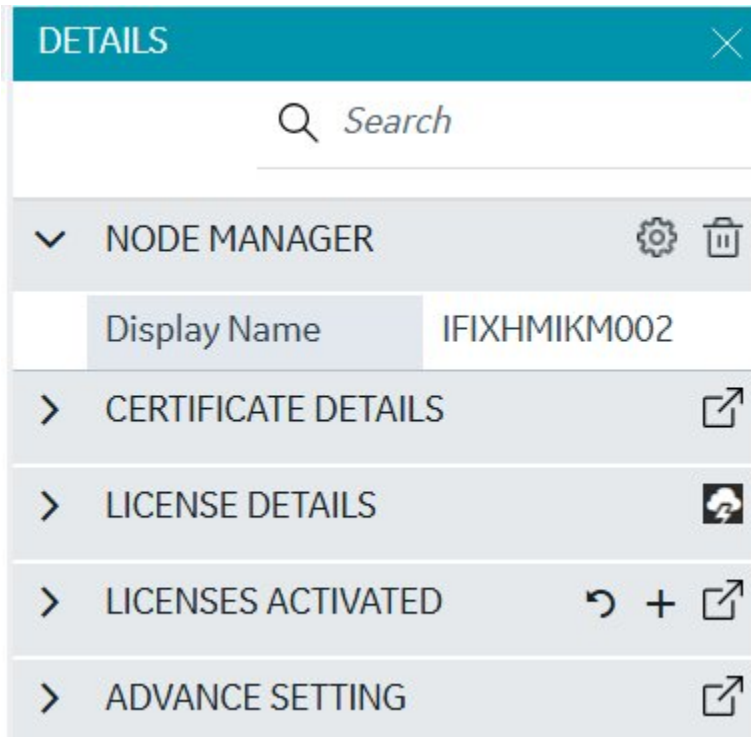 DETAILS
Search
NODE MANAGER
Display Name IFIXHMIKM002
CERTIFICATE DETAILS
LICENSE DETAILS
LICENSES ACTIVATED
ADVANCE SETTING